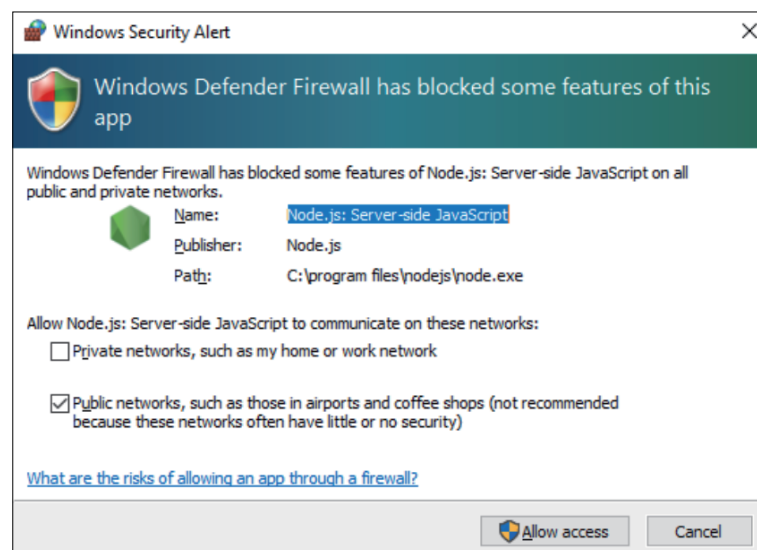 Windows Security Alert
Windows Defender Firewall has blocked some features of this
app
Windows Defender Firewall has blocked some features of Node.js: Server-side JavaScript on all
public and private networks.
Name: Node.js: Server-side JavaScript
Publisher: Node.js
Path: C:\program files\nodejs\node.exe
Allow Node.js: Server-side JavaScript to communicate on these networks:
Private networks, such as my home or work network
Public networks, such as those in airports and coffee shops (not recommended
because these networks often have little or no security)
What are the risks of allowing an app through a firewall?
Allow access Cancel